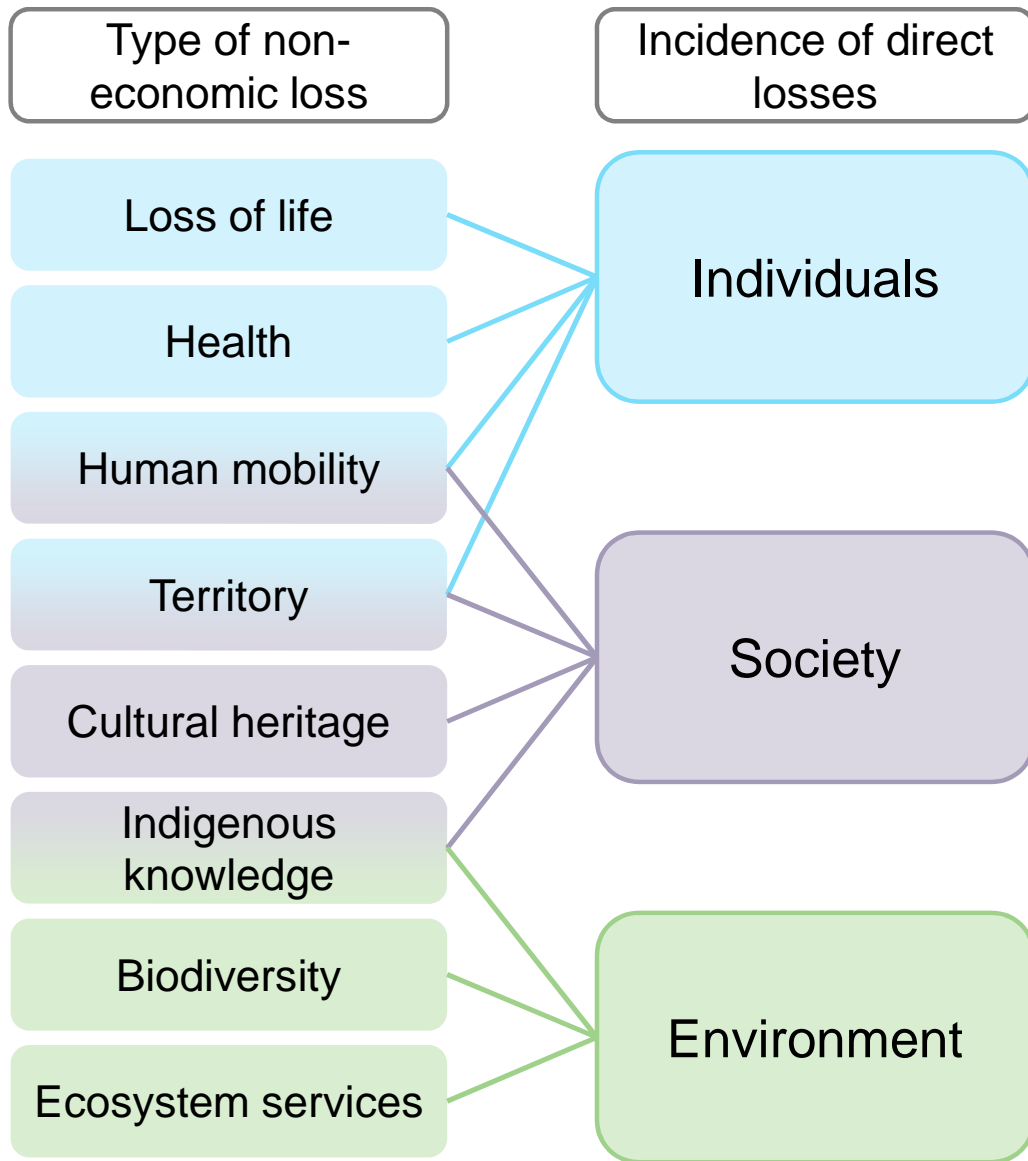 Type of non-
economic loss
Incidence of direct
losses
Loss of life
Health
Human mobility
Territory
Cultural heritage
Indigenous
knowledge
Biodiversity
Ecosystem services
Individuals
Society
Environment